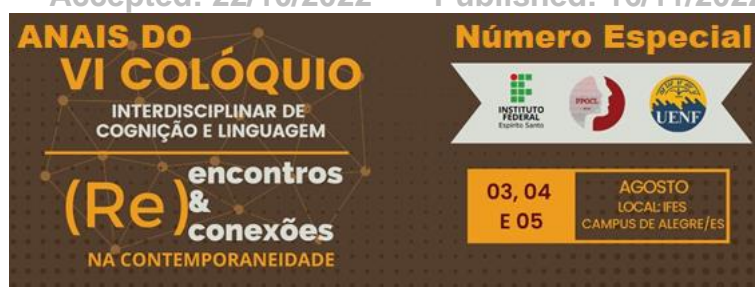 Accepted: 22/10/2022 Published: 16/11/2022
ANAIS DO
VI COLÓQUIO
INTERDISCIPLINAR DE
COGNIÇÃO E LINGUAGEM
(Re)
encontros
&
conexões
NA CONTEMPORANEIDADE
Número Especial
INSTITUTO
FEDERAL
Espírito Santo
PPGCL
UENF
03, 04
E 05
AGOSTO
LOCAL: IFES
CAMPUS DE ALEGRE/ES